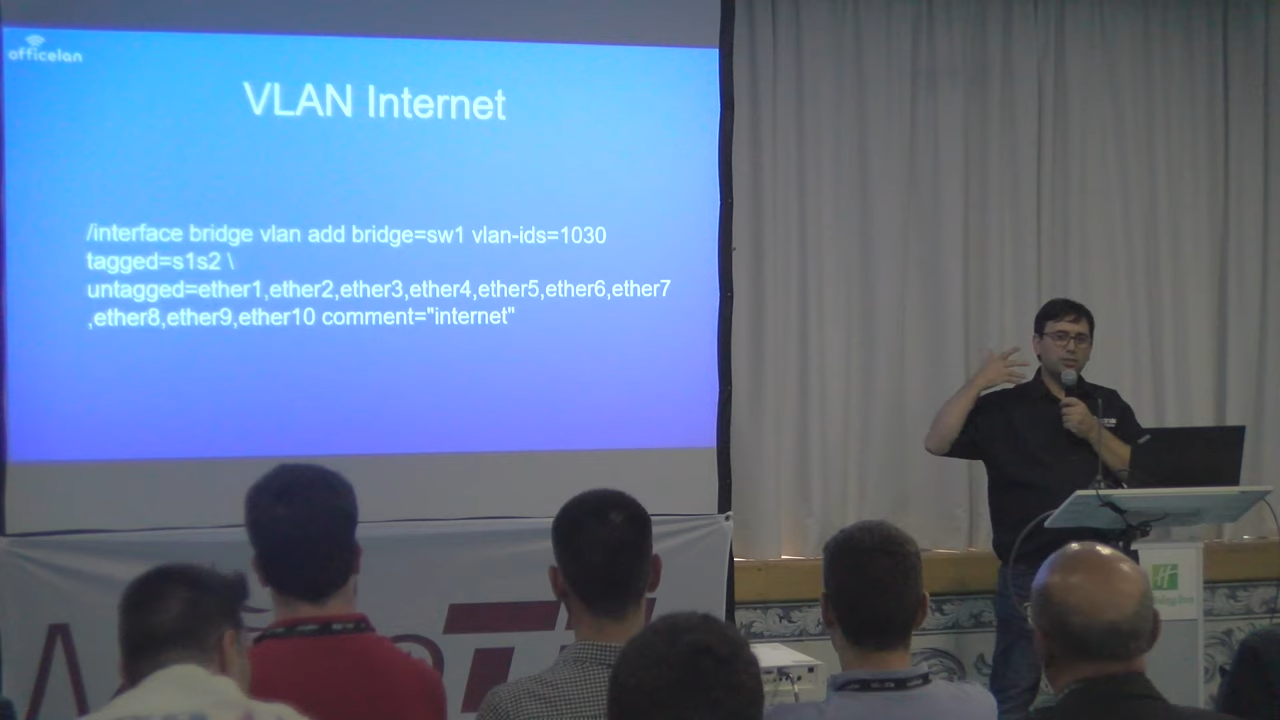 officelan
VLAN Internet
/interface bridge vlan add bridge=sw1 vlan-ids=1030
tagged=s1s2 \
untagged=ether1,ether2,ether3,ether4,ether5,ether6,ether7
,ether8,ether9,ether10 comment="internet"